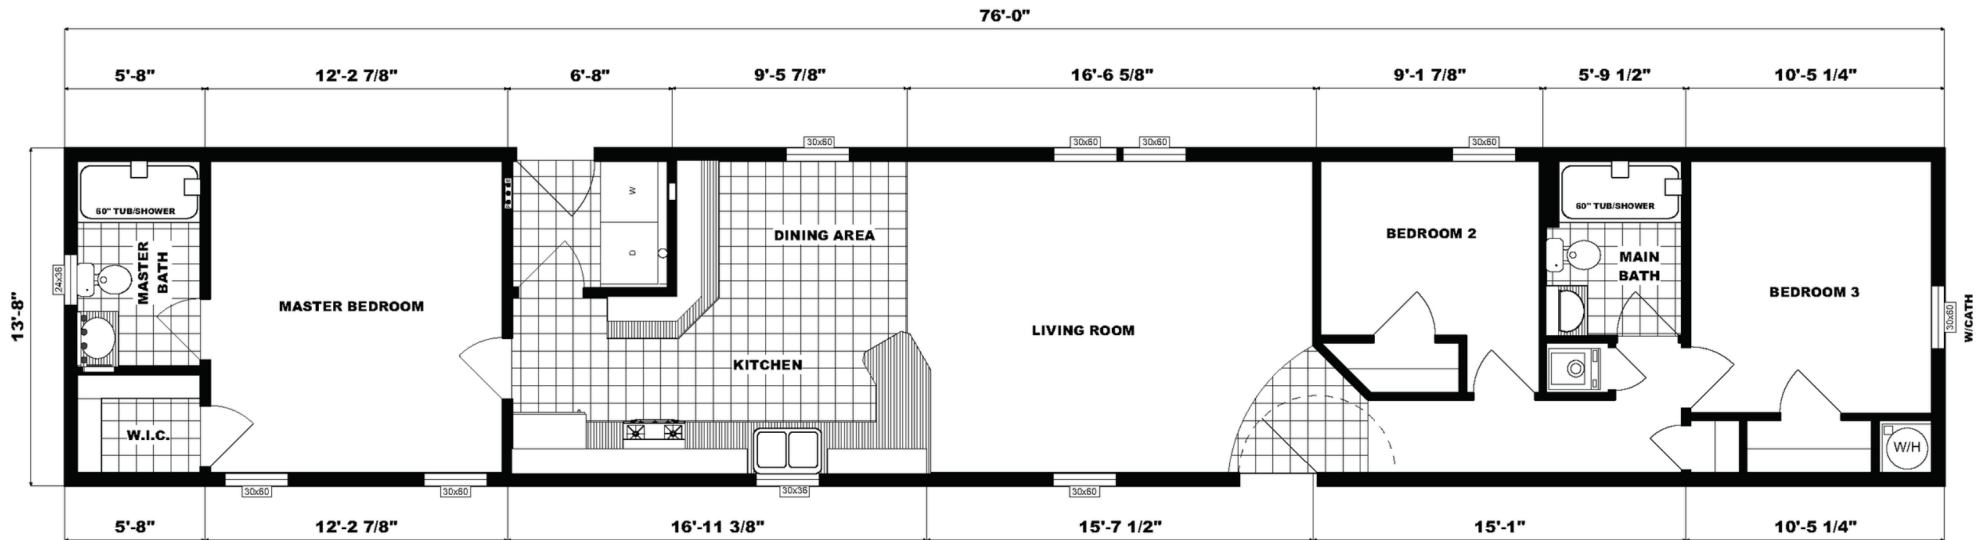 76'-0"
5'-8" 12'-2 7/8" 6'-8" 9'-5 7/8" 16'-6 5/8" 9'-1 7/8" 5'-9 1/2" 10'-5 1/4"
30x60 30x60 30x60 30x60
W
60" TUB/SHOWER 60" TUB/SHOWER
DINING AREA BEDROOM 2
D
MASTER
BATH
MAIN
BATH
24x36
BEDROOM 3
MASTER BEDROOM
13'-8"
LIVING ROOM
30x60
W/CATH
KITCHEN
W.I.C.
W/H
30x60 30x60 30x36 30x60
5'-8" 12'-2 7/8" 16'-11 3/8" 15'-7 1/2" 15'-1" 10'-5 1/4"